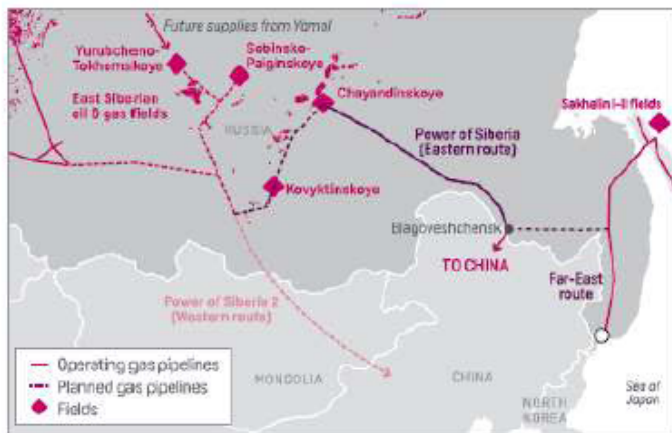 Future supplies from Yamal
Yurubcheno-
Tokhomskoye
Sobinsko-
Paiginskoye
East Siberian
oil & gas fields
Chayandinskoye
RUSSIA
Sakhalin I-II fields
Power of Siberia
(Eastern route)
Kovyktinskoye
Blagoveshchensk
TO CHINA
Far-East
route
Power of Siberia 2
(Western route)
Operating gas pipelines
Planned gas pipelines
Fields
MONGOLIA
CHINA
NORTH
KOREA
Sea of
Japan